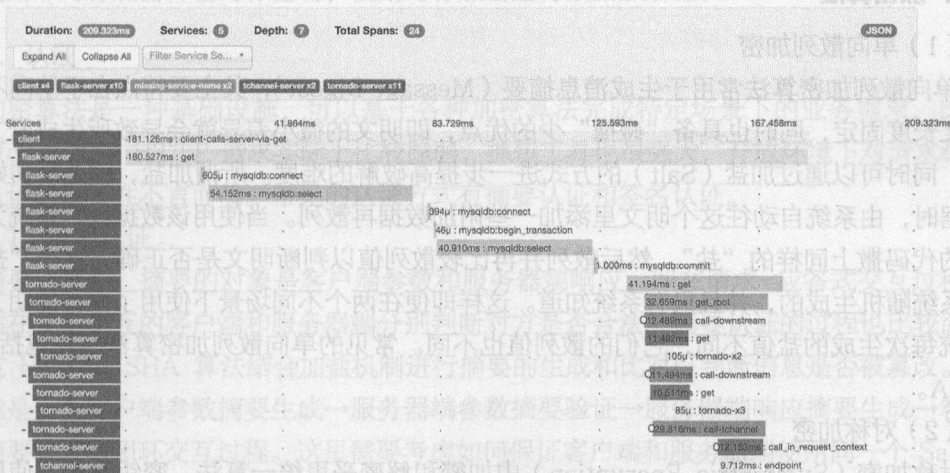 Duration: 209.323ms Services: 5 Depth: 7 Total Spans: 24 JSON
Expand All Collapse All Filter Service Se...
client x4 flask-server x10 missing-service-name x2 tchannel-server x2 tornado-server x11
Services 41.864ms 83.729ms 125.593ms 167.458ms 209.323ms
client 181.126ms : client-calls-server-via-get
flask-server 180.527ms : get
flask-server 605μ : mysqldb:connect
flask-server 54.152ms : mysqldb:select
flask-server 394μ : mysqldb:connect
flask-server 46μ : mysqldb:begin_transaction
flask-server 40.910ms : mysqldb:select
flask-server 1.000ms : mysqldb:commit
tornado-server 41.194ms : get
tornado-server 32.659ms : get_root
tornado-server 12.489ms : call-downstream
tornado-server 11.492ms : get
tornado-server 105μ : tornado-x2
tornado-server 11.494ms : call-downstream
tornado-server 10.511ms : get
tornado-server 85μ : tornado-x3
tornado-server 29.816ms : call-tchannel
tornado-server 12.153ms : call_in_request_context
tchannel-server 9.712ms : endpoint